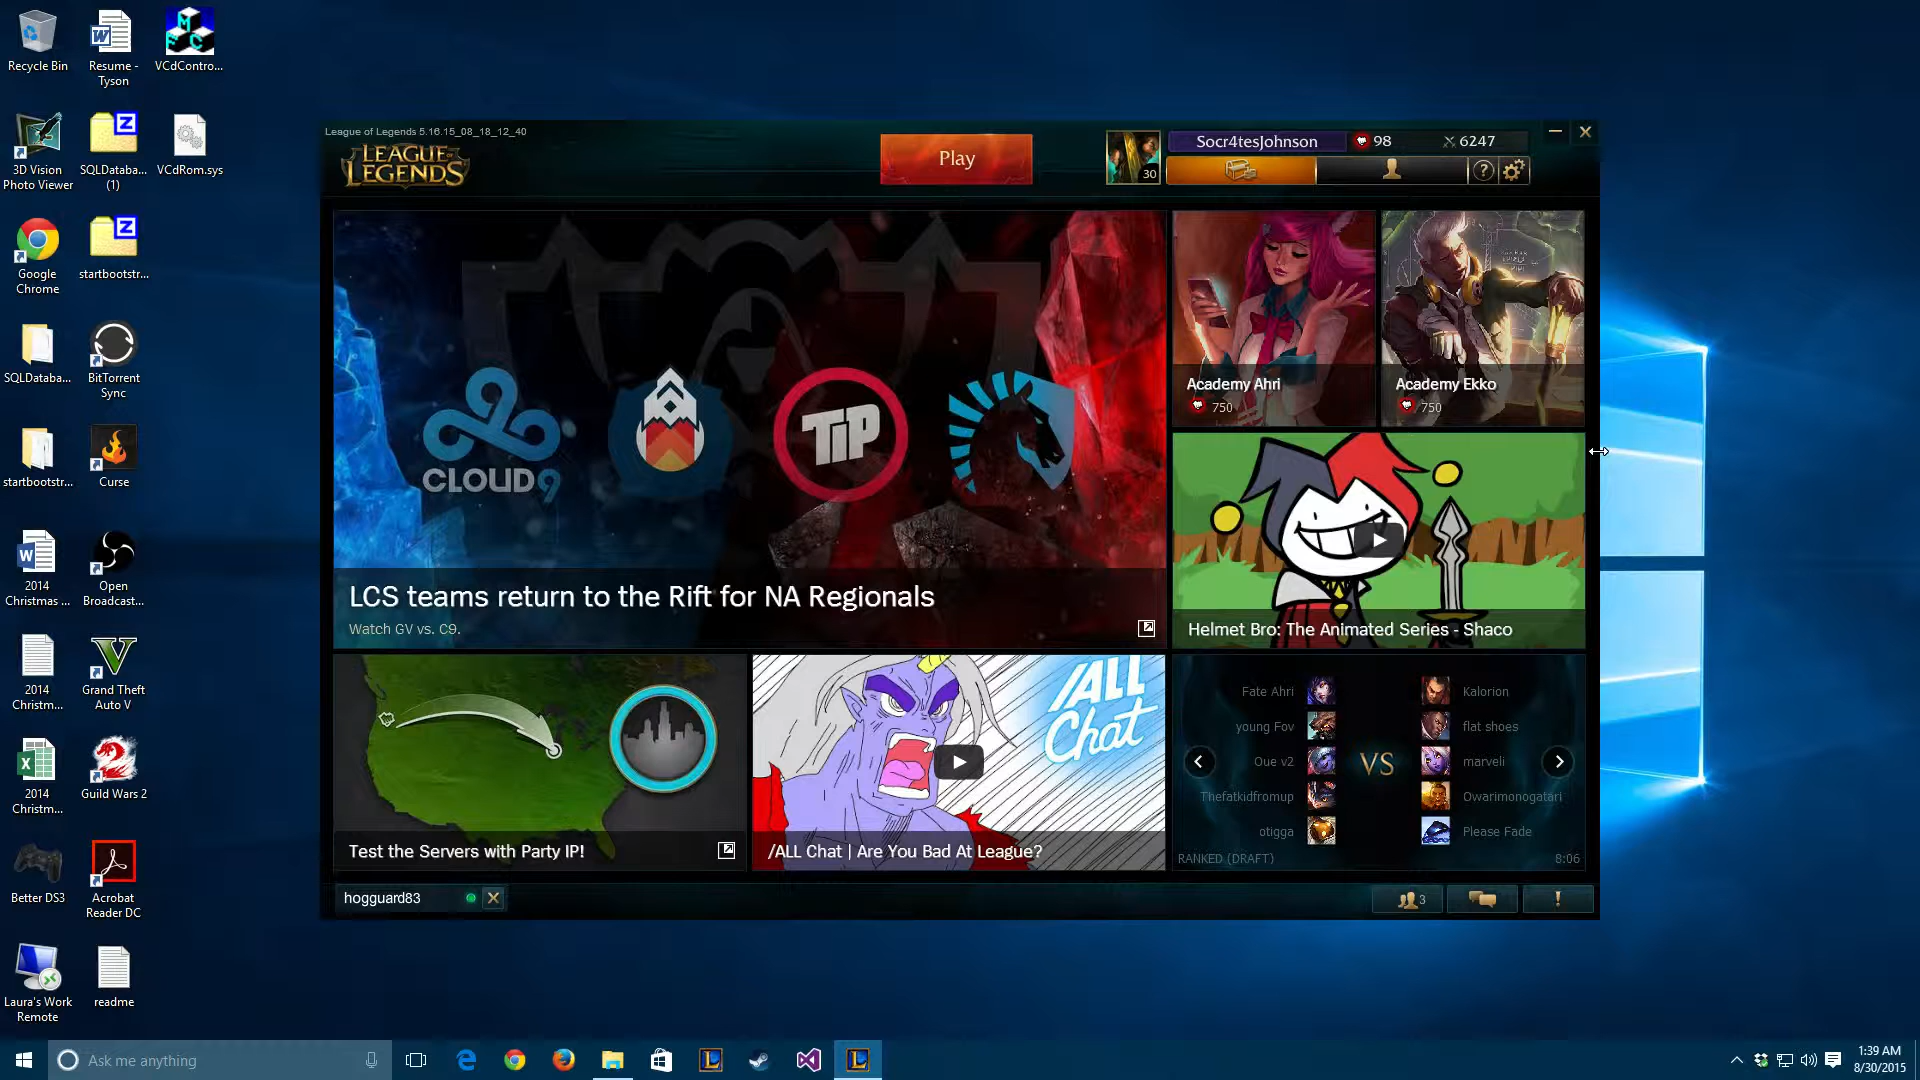 Recycle Bin
Resume -
Tyson
VCdContro...
3D Vision
Photo Viewer
SQLDataba...
(1)
VCdRom.sys
Google
Chrome
startbootstr...
SQLDataba...
BitTorrent
Sync
startbootstr...
Curse
2014
Christmas ...
Open
Broadcast...
2014
Christm...
Grand Theft
Auto V
2014
Christm...
Guild Wars 2
Better DS3
Acrobat
Reader DC
Laura's Work
Remote
readme
League of Legends 5.16.15_08_18_12_40
LEAGUE OF
LEGENDS
Play
30
Socr4tesJohnson
98
6247
?
CLOUD9
TiP
LCS teams return to the Rift for NA Regionals
Watch GV vs. C9.
Academy Ahri
750
Academy Ekko
750
Helmet Bro: The Animated Series - Shaco
Test the Servers with Party IP!
/ALL
Chat
/ALL Chat | Are You Bad At League?
Fate Ahri
Kalorion
young Fov
flat shoes
Oue v2
VS
marveli
Thefatkidfromup
Owarimonogatari
otigga
Please Fade
RANKED (DRAFT)
8:06
hogguard83
3
!
Ask me anything
1:39 AM
8/30/2015